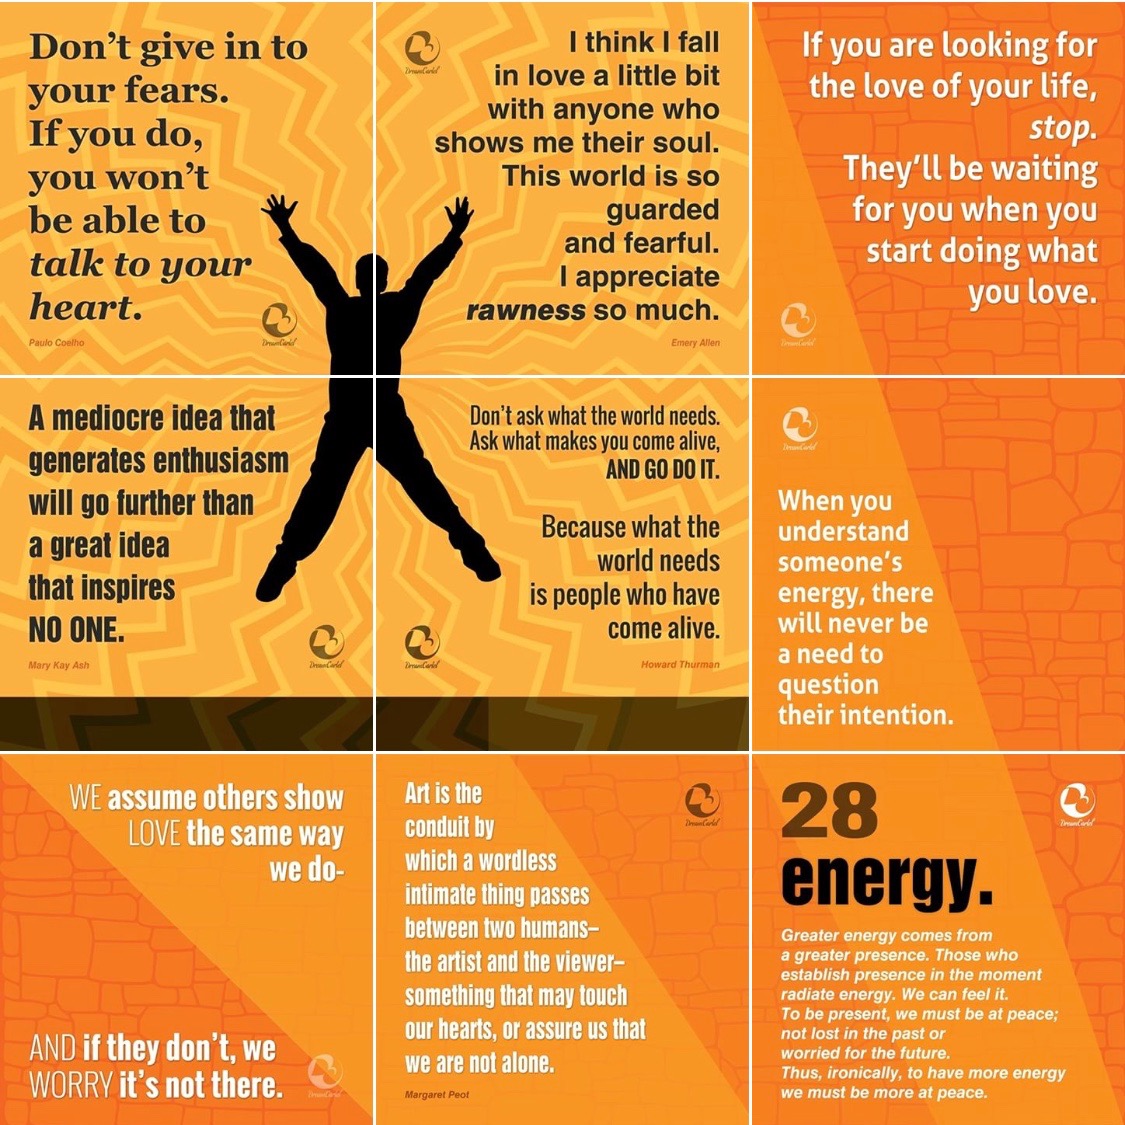 Don't give in to
your fears.
If you do,
you won't
be able to
talk to your
heart.
Paulo Coelho
DreamCartel
DreamCartel
I think I fall
in love a little bit
with anyone who
shows me their soul.
This world is so
guarded
and fearful.
I appreciate
rawness so much.
Emery Allen
If you are looking for
the love of your life,
stop.
They'll be waiting
for you when you
start doing what
you love.
DreamCartel
A mediocre idea that
generates enthusiasm
will go further than
a great idea
that inspires
NO ONE.
Mary Kay Ash
DreamCartel
Don't ask what the world needs.
Ask what makes you come alive,
AND GO DO IT.
Because what the
world needs
is people who have
come alive.
Howard Thurman
DreamCartel
DreamCartel
When you
understand
someone's
energy, there
will never be
a need to
question
their intention.
WE assume others show
LOVE the same way
we do-
AND if they don't, we
WORRY it's not there.
DreamCartel
Art is the
conduit by
which a wordless
intimate thing passes
between two humans–
the artist and the viewer–
something that may touch
our hearts, or assure us that
we are not alone.
Margaret Peot
DreamCartel
28
energy.
DreamCartel
Greater energy comes from
a greater presence. Those who
establish presence in the moment
radiate energy. We can feel it.
To be present, we must be at peace;
not lost in the past or
worried for the future.
Thus, ironically, to have more energy
we must be more at peace.